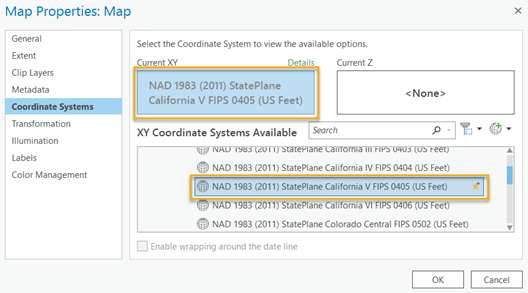 Map Properties: Map
General
Extent
Clip Layers
Metadata
Coordinate Systems
Transformation
Illumination
Labels
Color Management
Select the Coordinate System to view the available options.
Current XY
Details
Current Z
NAD 1983 (2011) StatePlane
California V FIPS 0405 (US Feet)
<None>
XY Coordinate Systems Available
Search
NAD 1983 (2011) StatePlane California III FIPS 0403 (US Feet)
NAD 1983 (2011) StatePlane California IV FIPS 0404 (US Feet)
NAD 1983 (2011) StatePlane California V FIPS 0405 (US Feet)
NAD 1983 (2011) StatePlane California VI FIPS 0406 (US Feet)
NAD 1983 (2011) StatePlane Colorado Central FIPS 0502 (US Feet)
Enable wrapping around the date line
OK
Cancel